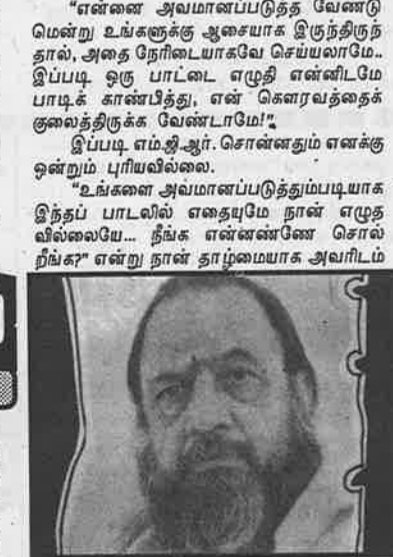 "என்னை அவமானப்படுத்த வேண்டு
மென்று உங்களுக்கு ஆசையாக இருந்திருந்
தால், அதை நேரிடையாகவே செய்யலாமே..
இப்படி ஒரு பாட்டை எழுதி என்னிடமே
பாடிக் காண்பித்து, என் கௌரவத்தைக்
குலைத்திருக்க வேண்டாமே!"
இப்படி எம்.ஜி.ஆர். சொன்னதும் எனக்கு
ஒன்றும் புரியவில்லை.
"உங்களை அவமானப்படுத்தும்படியாக
இந்தப் பாடலில் எதையுமே நான் எழுத
வில்லையே... நீங்க என்னண்ணே சொல்
றீங்க?" என்று நான் தாழ்மையாக அவரிடம்